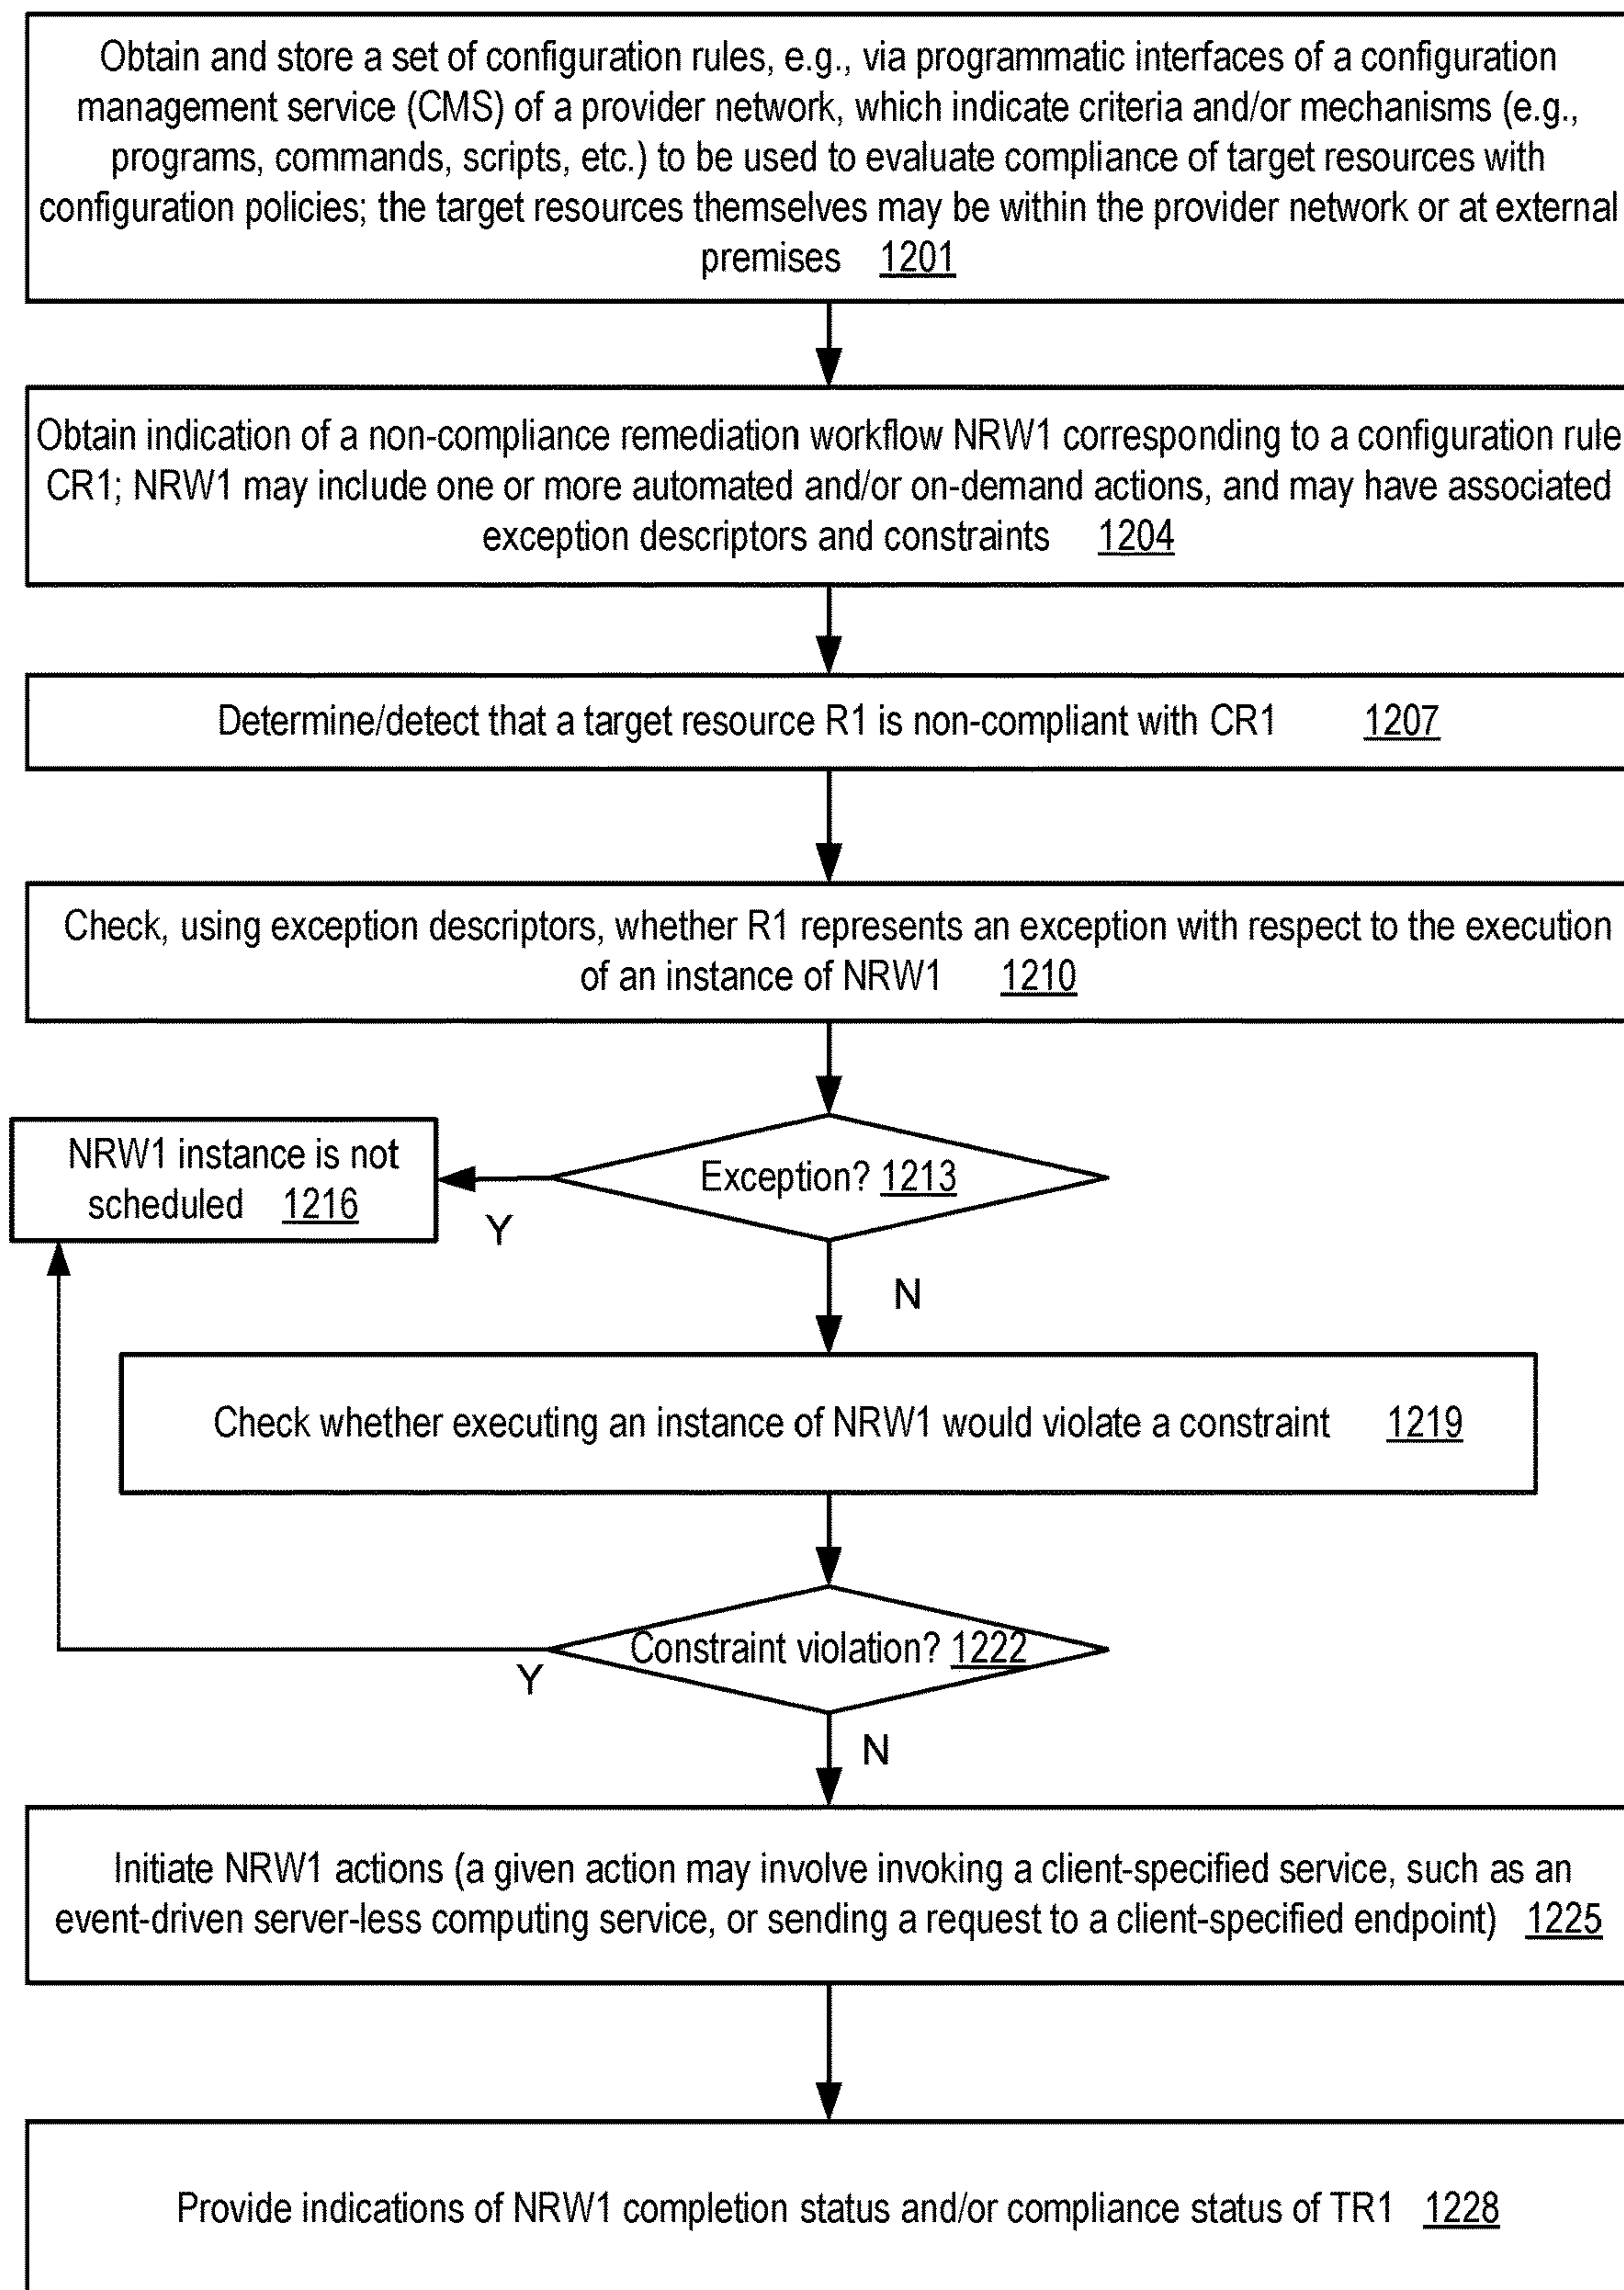 Obtain and store a set of configuration rules, e.g., via programmatic interfaces of a configuration
management service (CMS) of a provider network, which indicate criteria and/or mechanisms (e.g.,
programs, commands, scripts, etc.) to be used to evaluate compliance of target resources with
configuration policies; the target resources themselves may be within the provider network or at external
premises 1201
Obtain indication of a non-compliance remediation workflow NRW1 corresponding to a configuration rule
CR1; NRW1 may include one or more automated and/or on-demand actions, and may have associated
exception descriptors and constraints 1204
Determine/detect that a target resource R1 is non-compliant with CR1 1207
Check, using exception descriptors, whether R1 represents an exception with respect to the execution
of an instance of NRW1 1210
Exception? 1213
Y
NRW1 instance is not
scheduled 1216
N
Check whether executing an instance of NRW1 would violate a constraint 1219
Constraint violation? 1222
Y
N
Initiate NRW1 actions (a given action may involve invoking a client-specified service, such as an
event-driven server-less computing service, or sending a request to a client-specified endpoint) 1225
Provide indications of NRW1 completion status and/or compliance status of TR1 1228